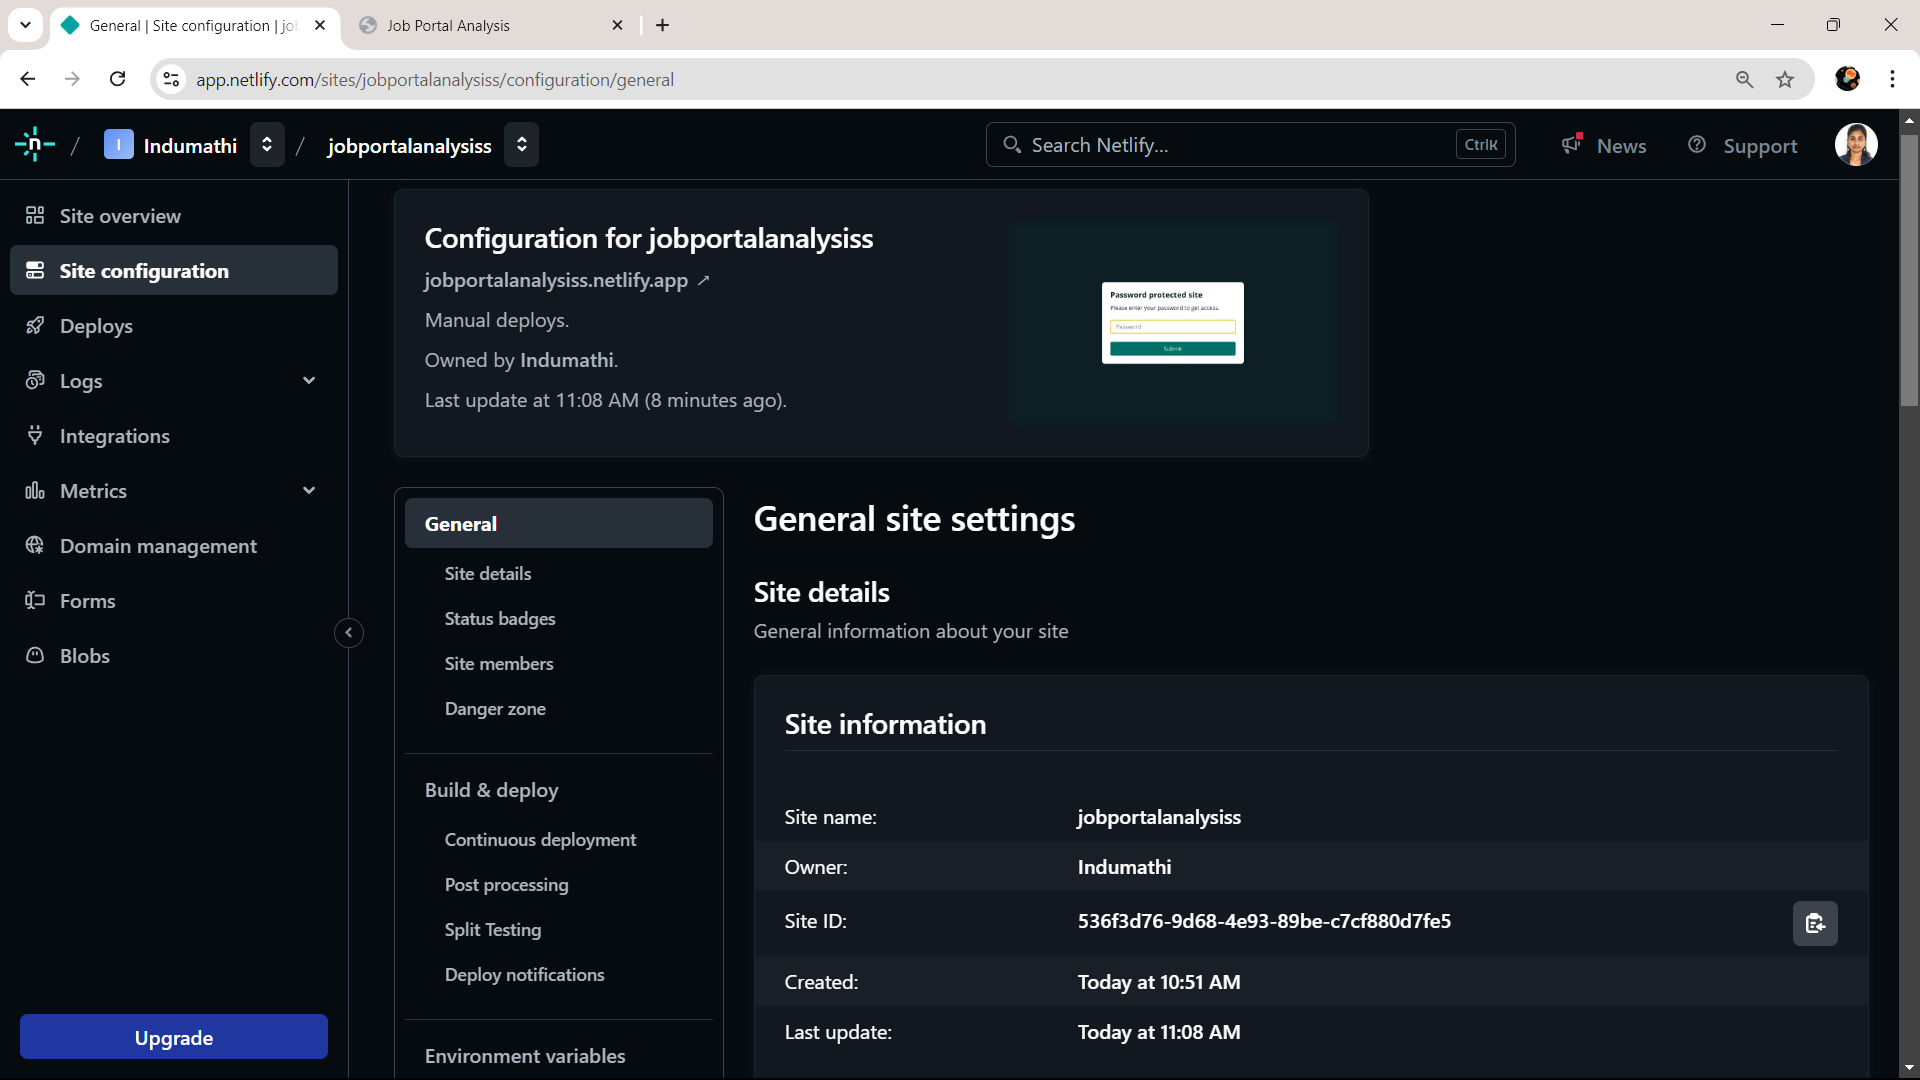 General | Site configuration | jo
Job Portal Analysis
app.netlify.com/sites/jobportalanalysiss/configuration/general
n / I Indumathi / jobportalanalysiss
Search Netlify... CtrlK
News
Support
Site overview
Site configuration
Deploys
Logs
Integrations
Metrics
Domain management
Forms
Blobs
Upgrade
Configuration for jobportalanalysiss
jobportalanalysiss.netlify.app ↗
Manual deploys.
Owned by Indumathi.
Last update at 11:08 AM (8 minutes ago).
Password protected site
Please enter your password to get access.
Password
Submit
General
Site details
Status badges
Site members
Danger zone
Build & deploy
Continuous deployment
Post processing
Split Testing
Deploy notifications
Environment variables
General site settings
Site details
General information about your site
Site information
Site name: jobportalanalysiss
Owner: Indumathi
Site ID: 536f3d76-9d68-4e93-89be-c7cf880d7fe5
Created: Today at 10:51 AM
Last update: Today at 11:08 AM